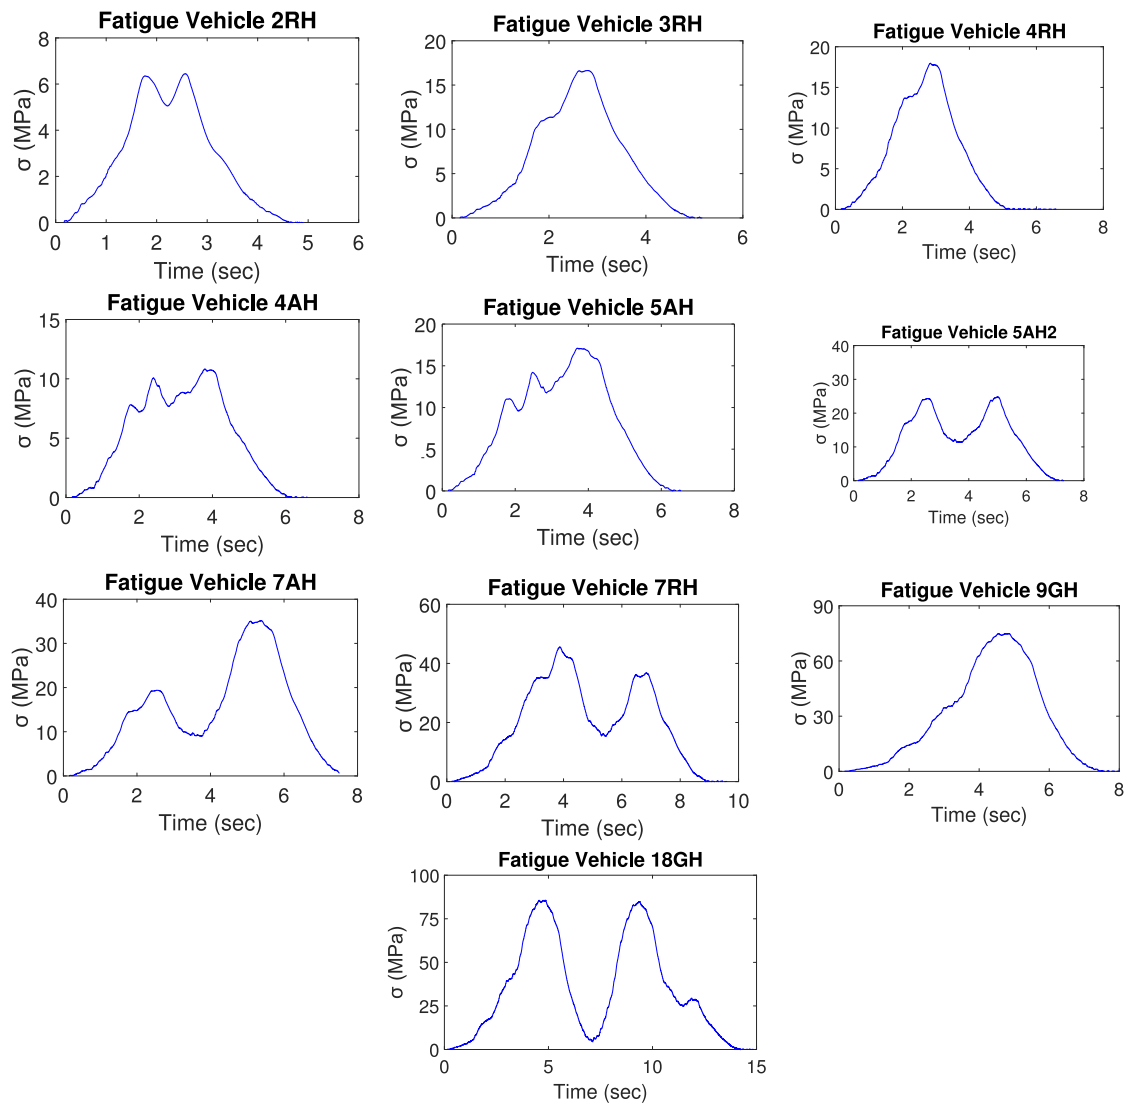 Fatigue Vehicle 2RH
8
6
4
2
0
σ (MPa)
0 1 2 3 4 5 6
Time (sec)
Fatigue Vehicle 3RH
20
15
10
5
0
σ (MPa)
0 2 4 6
Time (sec)
Fatigue Vehicle 4RH
20
15
10
5
0
σ (MPa)
0 2 4 6 8
Time (sec)
Fatigue Vehicle 4AH
15
10
5
0
σ (MPa)
0 2 4 6 8
Time (sec)
Fatigue Vehicle 5AH
20
15
10
5
0
σ (MPa)
0 2 4 6 8
Time (sec)
Fatigue Vehicle 5AH2
40
30
20
10
0
σ (MPa)
0 2 4 6 8
Time (sec)
Fatigue Vehicle 7AH
40
30
20
10
0
σ (MPa)
0 2 4 6 8
Time (sec)
Fatigue Vehicle 7RH
60
40
20
0
σ (MPa)
0 2 4 6 8 10
Time (sec)
Fatigue Vehicle 9GH
90
60
30
0
σ (MPa)
0 2 4 6 8
Time (sec)
Fatigue Vehicle 18GH
100
75
50
25
0
σ (MPa)
0 5 10 15
Time (sec)